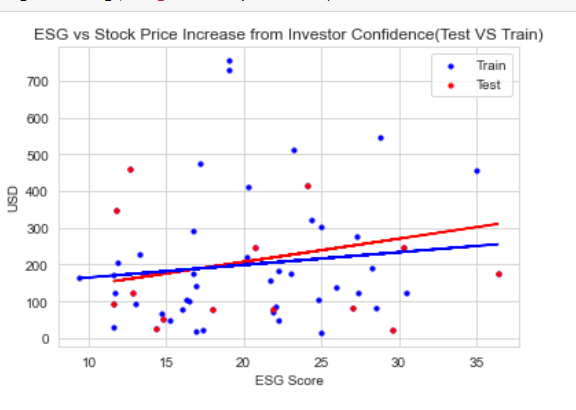 ESG vs Stock Price Increase from Investor Confidence(Test VS Train)
Train
Test
700
600
500
400
300
200
100
0
USD
10 15 20 25 30 35
ESG Score